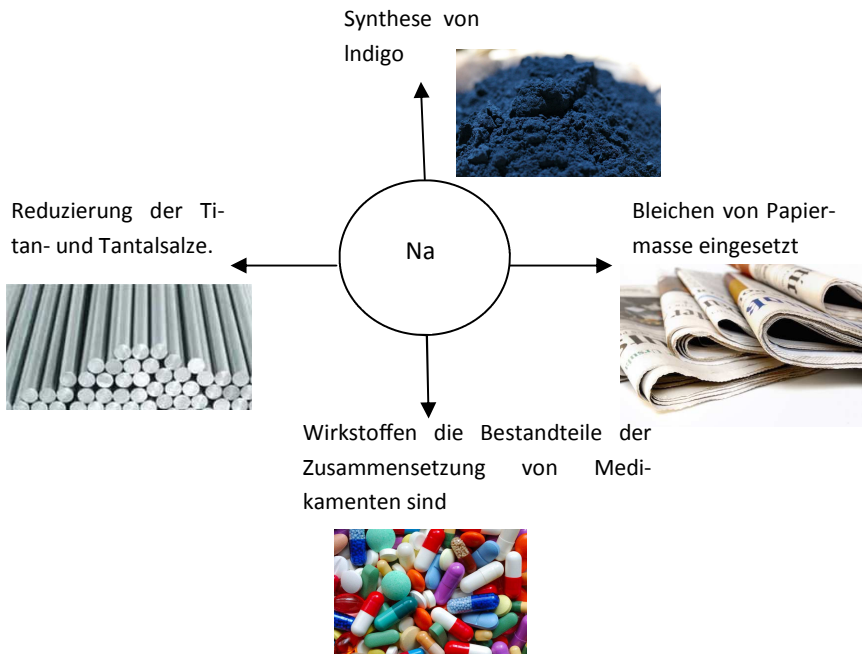 Synthese von
lndigo
Reduzierung der Ti-
tan- und Tantalsalze.
Na
Bleichen von Papier-
masse eingesetzt
Wirkstoffen die Bestandteile der
Zusammensetzung von Medi-
kamenten sind